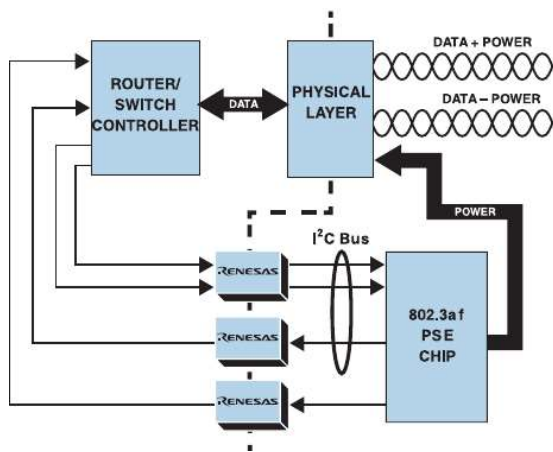 ROUTER/
SWITCH
CONTROLLER
DATA
PHYSICAL
LAYER
DATA + POWER
DATA – POWER
POWER
I²C Bus
RENESAS
RENESAS
RENESAS
802.3af
PSE
CHIP